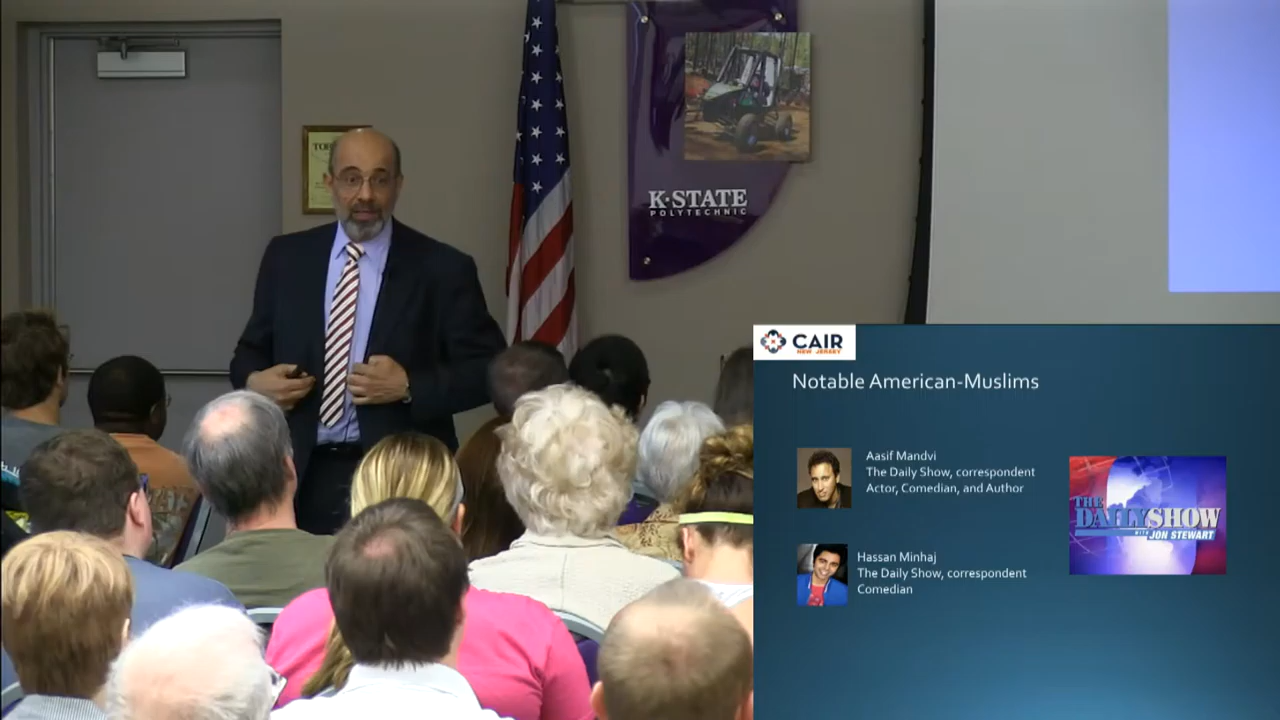 TOP
K·STATE
POLYTECHNIC
CAIR
NEW JERSEY
Notable American-Muslims
Aasif Mandvi
The Daily Show, correspondent
Actor, Comedian, and Author
THE
DAILY SHOW
WITH JON STEWART
Hassan Minhaj
The Daily Show, correspondent
Comedian